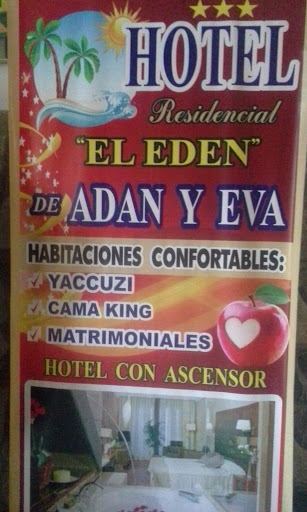 HOTEL
Residencial
"EL EDEN"
DE ADAN Y EVA
HABITACIONES CONFORTABLES:
YACCUZI
CAMA KING
MATRIMONIALES
HOTEL CON ASCENSOR